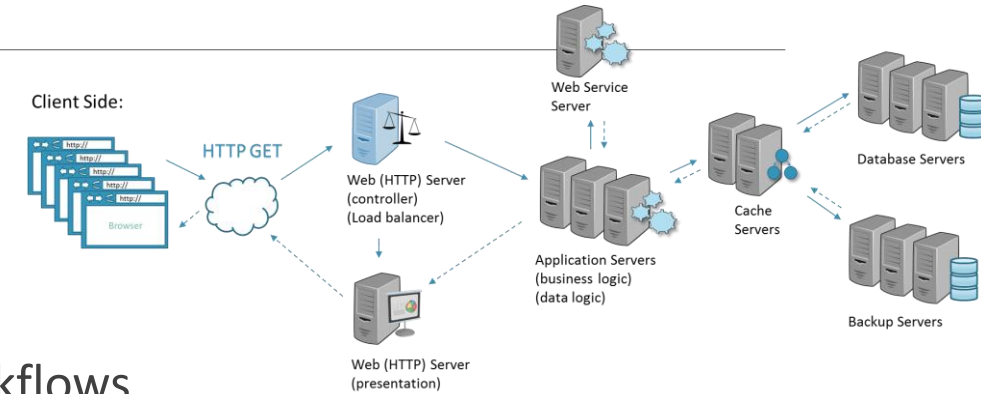 Client Side:
http://
http://
http://
http://
http://
Browser
HTTP GET
Web (HTTP) Server
(controller)
(Load balancer)
Web (HTTP) Server
(presentation)
Web Service
Server
Application Servers
(business logic)
(data logic)
Cache
Servers
Database Servers
Backup Servers
kflows